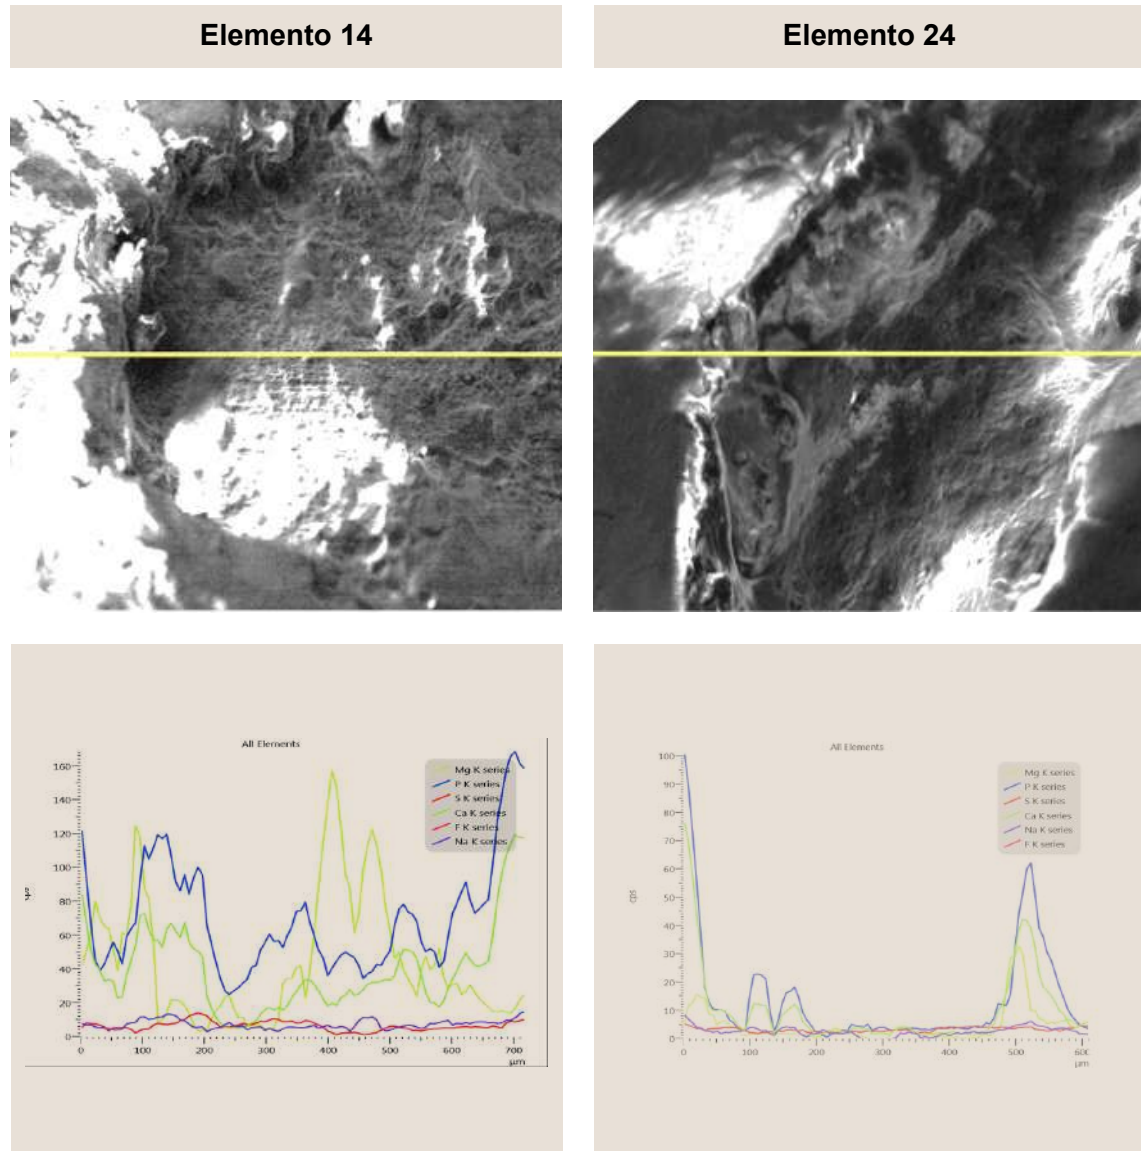 Elemento 14
Elemento 24
All Elements
160
140
120
100
80
60
40
20
0
Mg K series
P K series
S K series
Ca K series
F K series
Na K series
0 100 200 300 400 500 600 700
µm
All Elements
100
90
80
70
60
50
40
30
20
10
0
cps
Mg K series
P K series
S K series
Ca K series
Na K series
F K series
0 100 200 300 400 500 600
µm